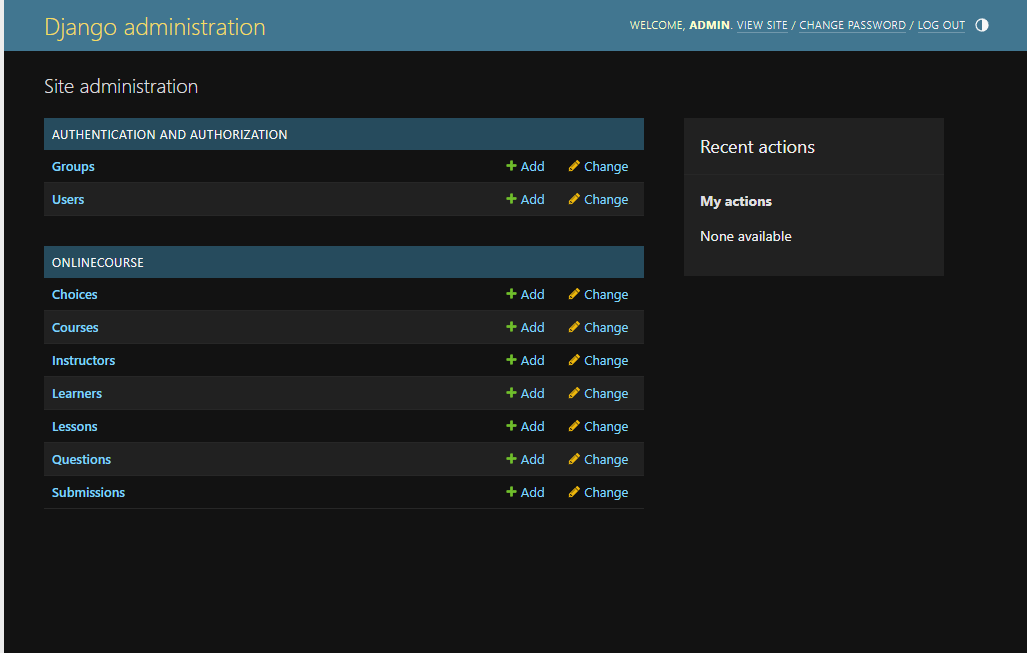 Django administration
WELCOME, ADMIN. VIEW SITE / CHANGE PASSWORD / LOG OUT
Site administration
AUTHENTICATION AND AUTHORIZATION
Groups Add Change
Users Add Change
ONLINECOURSE
Choices Add Change
Courses Add Change
Instructors Add Change
Learners Add Change
Lessons Add Change
Questions Add Change
Submissions Add Change
Recent actions
My actions
None available